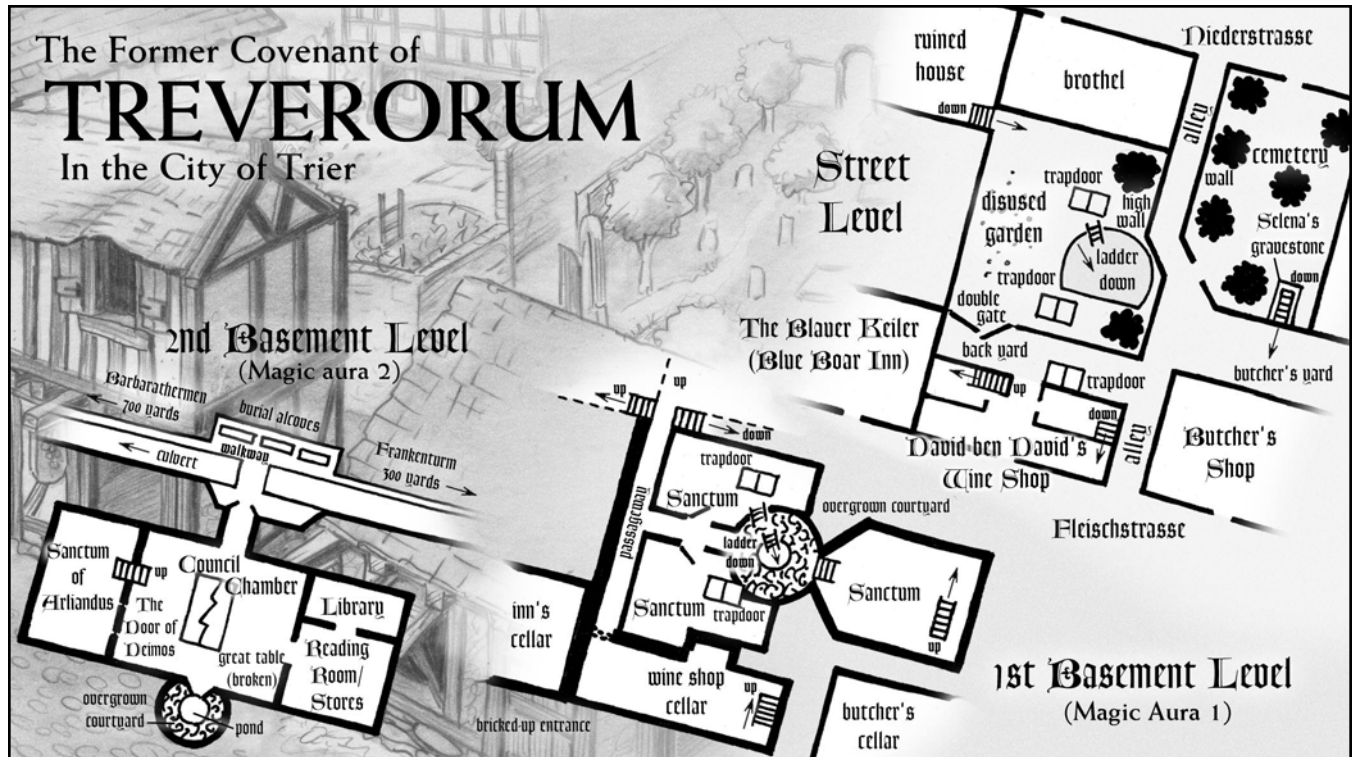 The Former Covenant of
TREVERORUM
In the City of Trier
Street
Level
ruined
house
down
brothel
Niederstrasse
alley
cemetery
wall
trapdoor
disused
garden
high
wall
ladder
down
trapdoor
Selena's
gravestone
down
double
gate
The Blauer Keiler
(Blue Boar Inn)
back yard
up
trapdoor
down
butcher's yard
David ben David's
Wine Shop
alley
Butcher's
Shop
Fleischstrasse
2nd Basement Level
(Magic aura 2)
Barbarathermen
700 yards
burial alcoves
culvert
walkway
Frankenturm
300 yards
Sanctum
of
Arliandus
up
Council
Chamber
The
Door of
Deimos
Library
great table
(broken)
Reading
Room/
Stores
overgrown
courtyard
pond
up
up
down
trapdoor
Sanctum
passageway
overgrown courtyard
ladder
down
Sanctum
trapdoor
Sanctum
up
inn's
cellar
wine shop
cellar
up
bricked-up entrance
butcher's
cellar
1st Basement Level
(Magic Aura 1)